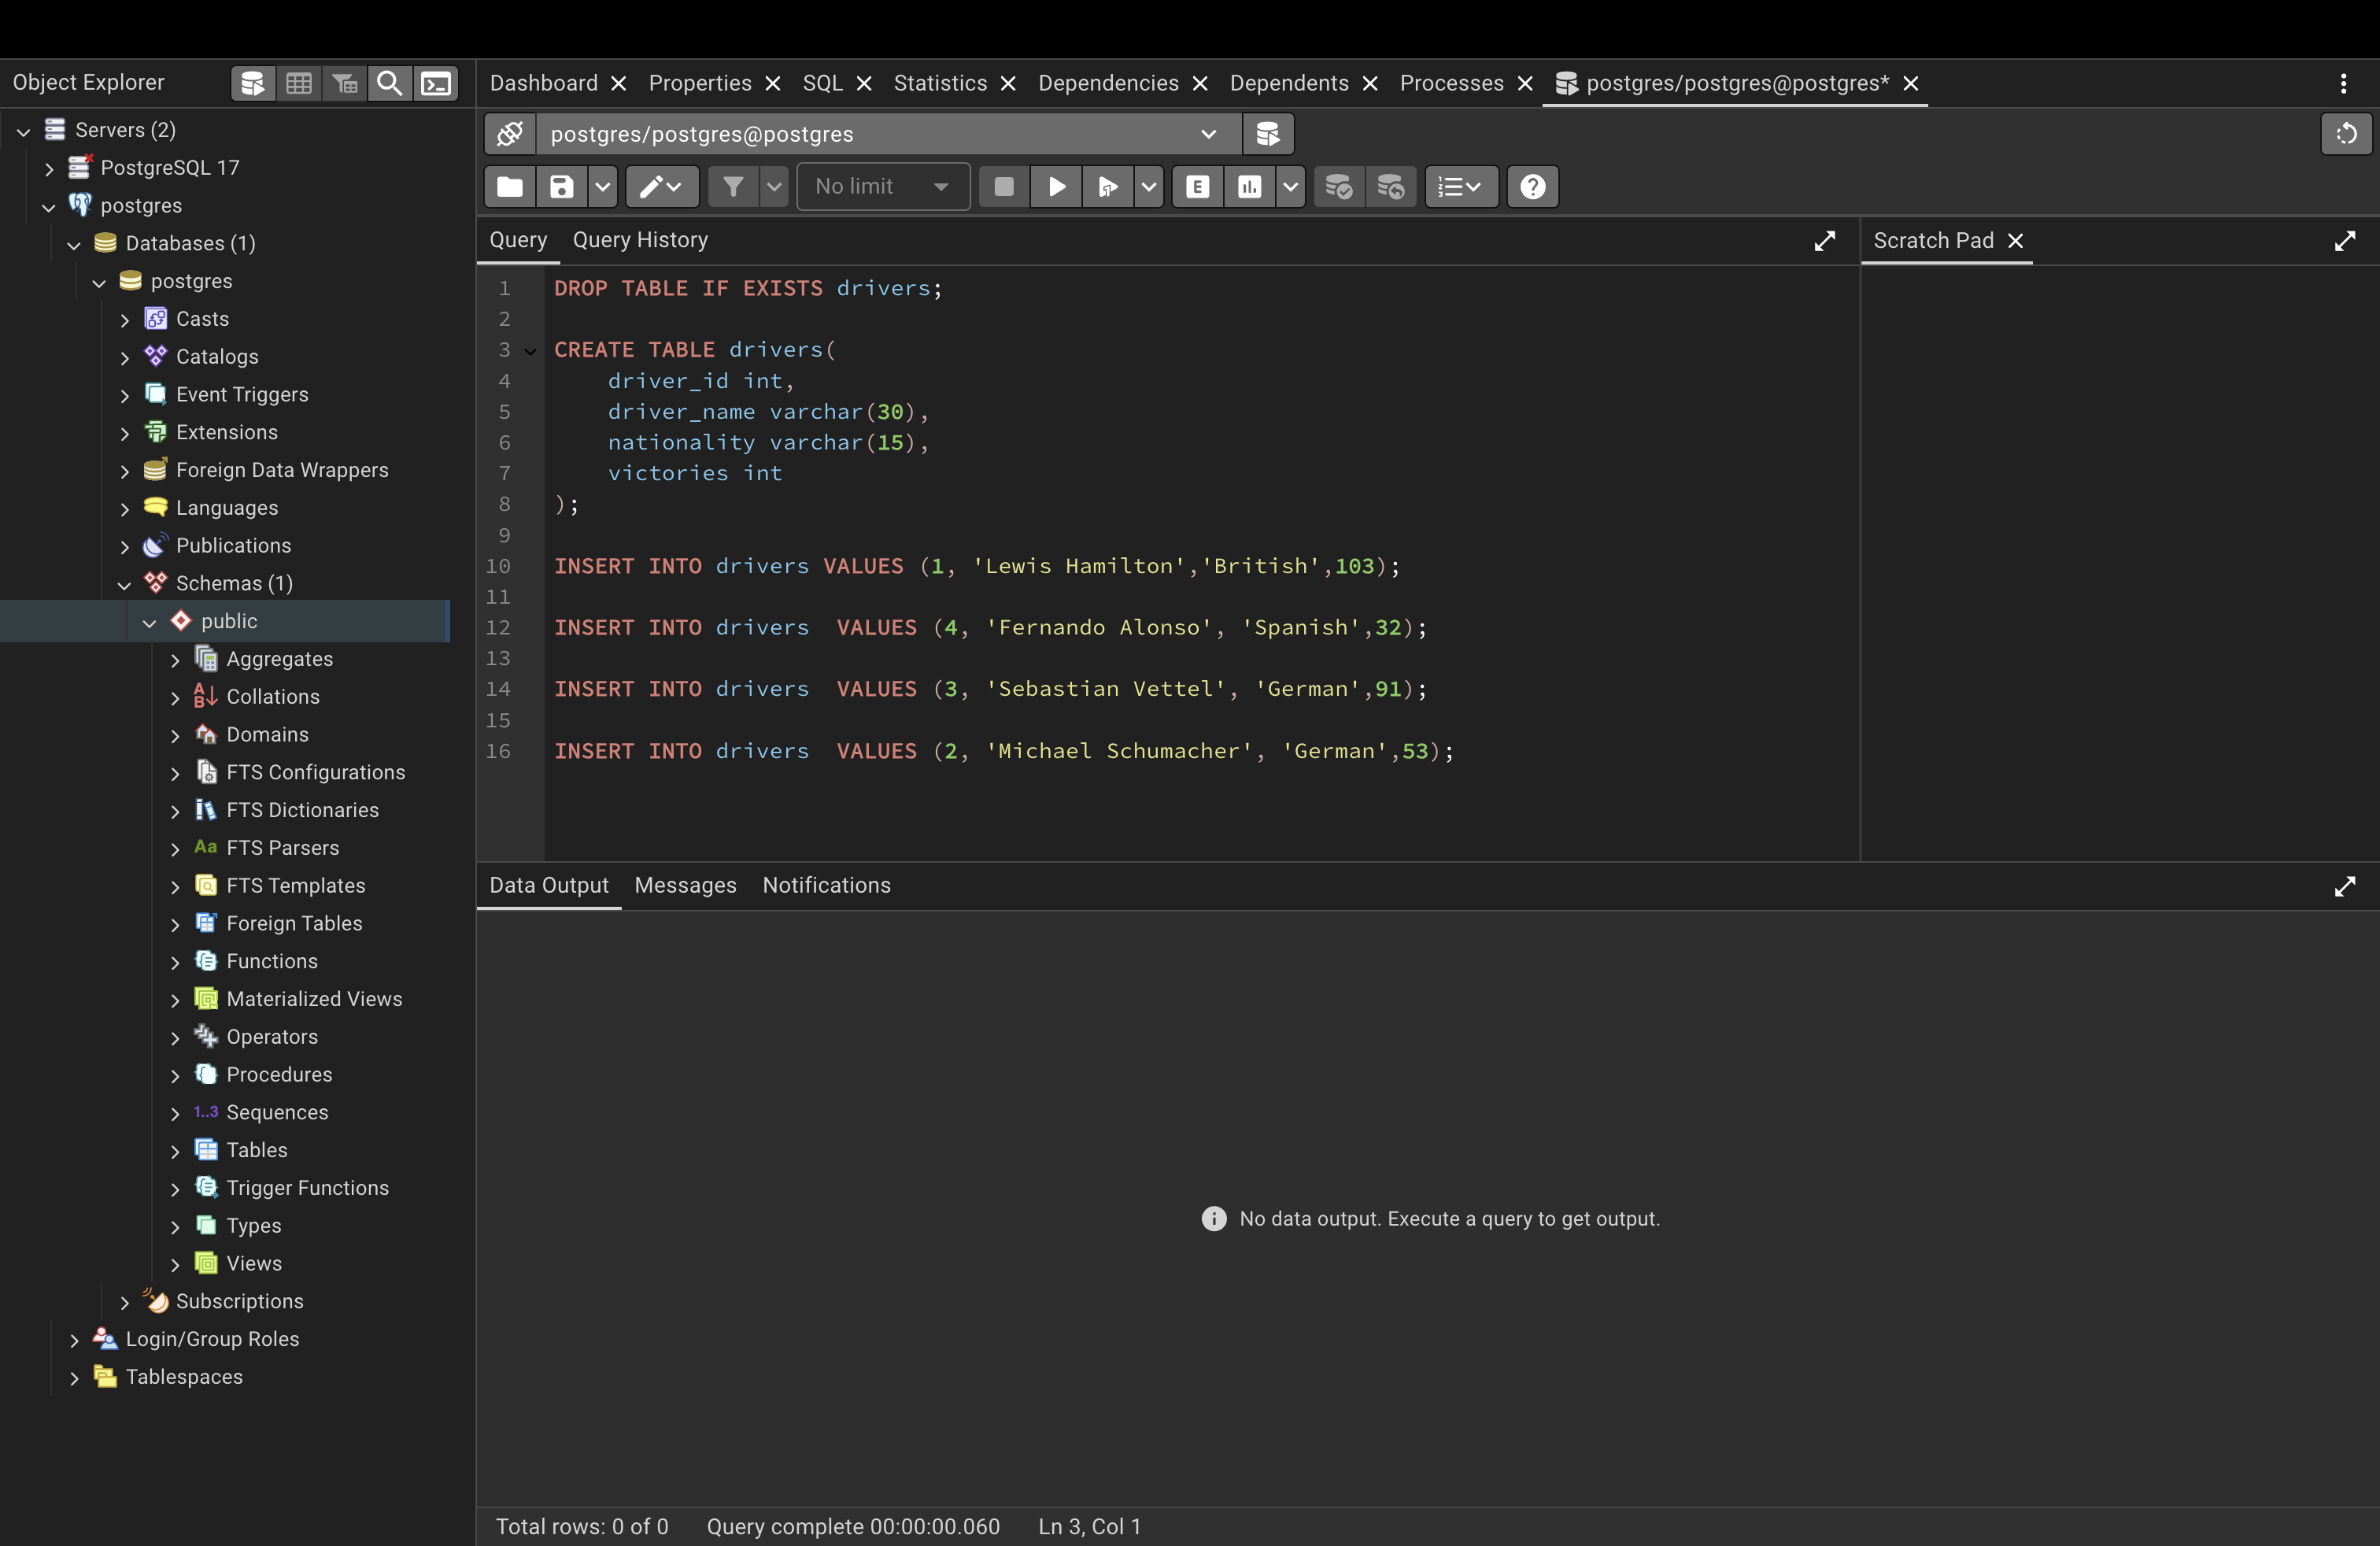 Object Explorer
Dashboard Properties SQL Statistics Dependencies Dependents Processes postgres/postgres@postgres*
Servers (2)
PostgreSQL 17
postgres
Databases (1)
postgres
Casts
Catalogs
Event Triggers
Extensions
Foreign Data Wrappers
Languages
Publications
Schemas (1)
public
Aggregates
Collations
Domains
FTS Configurations
FTS Dictionaries
Aa FTS Parsers
FTS Templates
Foreign Tables
Functions
Materialized Views
Operators
Procedures
1..3 Sequences
Tables
Trigger Functions
Types
Views
Subscriptions
Login/Group Roles
Tablespaces
postgres/postgres@postgres
No limit E
Query Query History
Scratch Pad
1 DROP TABLE IF EXISTS drivers;
2
3 CREATE TABLE drivers(
4 driver_id int,
5 driver_name varchar(30),
6 nationality varchar(15),
7 victories int
8 );
9
10 INSERT INTO drivers VALUES (1, 'Lewis Hamilton','British',103);
11
12 INSERT INTO drivers  VALUES (4, 'Fernando Alonso', 'Spanish',32);
13
14 INSERT INTO drivers  VALUES (3, 'Sebastian Vettel', 'German',91);
15
16 INSERT INTO drivers  VALUES (2, 'Michael Schumacher', 'German',53);
Data Output Messages Notifications
No data output. Execute a query to get output.
Total rows: 0 of 0 Query complete 00:00:00.060 Ln 3, Col 1